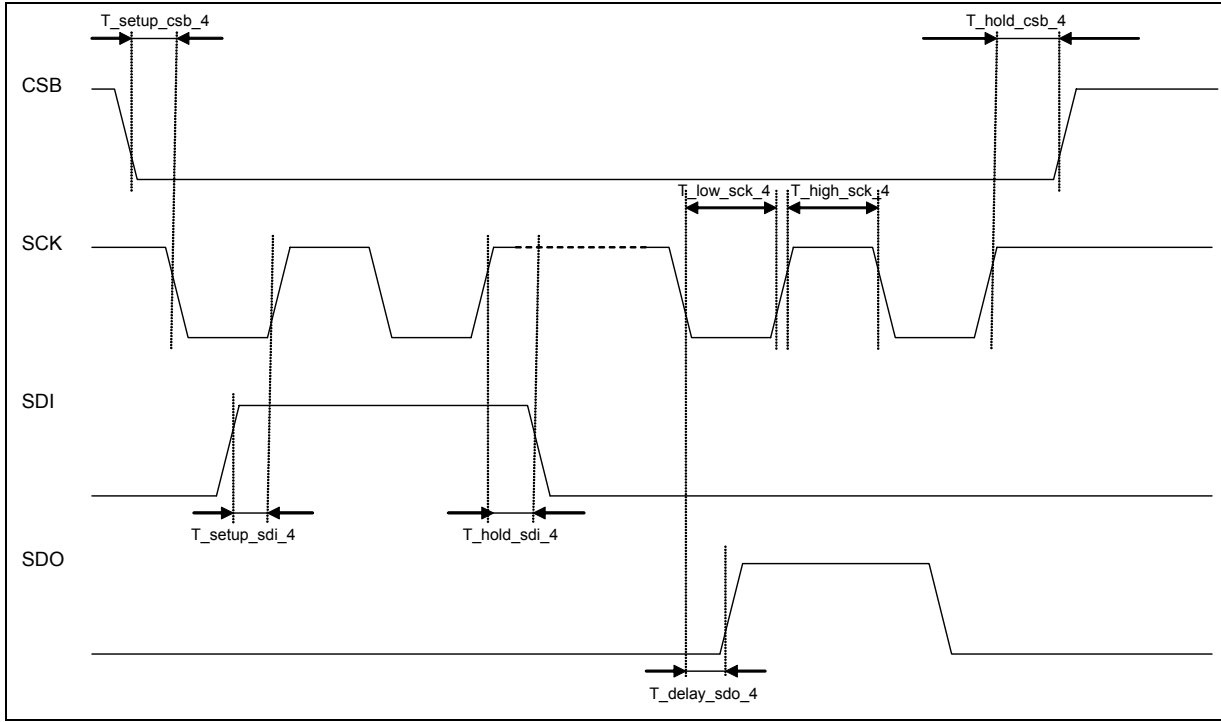 T_setup_csb_4
T_hold_csb_4
CSB
T_low_sck_4
T_high_sck_4
SCK
SDI
T_setup_sdi_4
T_hold_sdi_4
SDO
T_delay_sdo_4